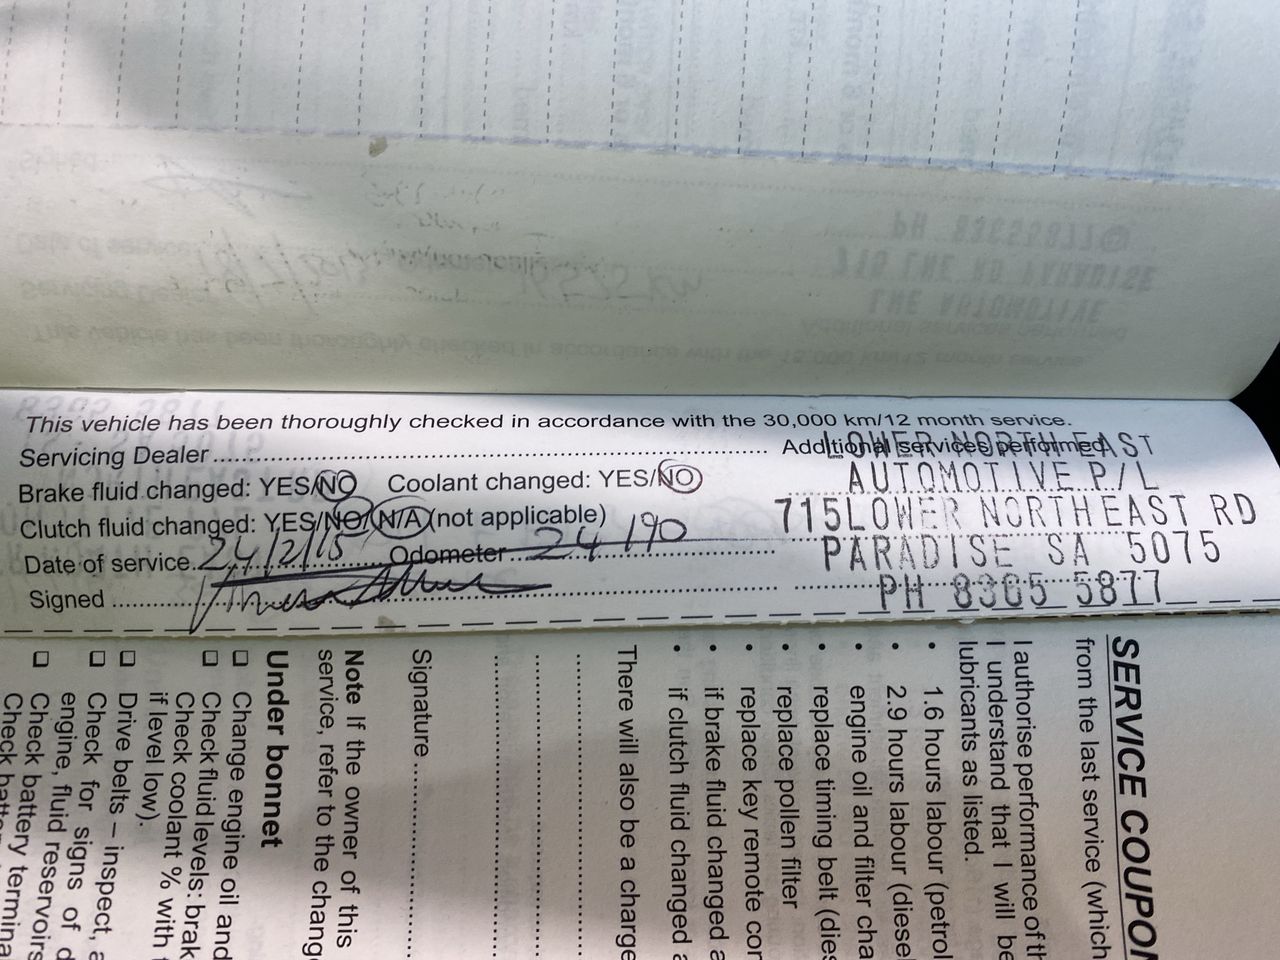 This vehicle has been thoroughly checked in accordance with the 30,000 km/12 month service.
Servicing Dealer
Additional services performed
Brake fluid changed: YES/NO Coolant changed: YES/NO
Clutch fluid changed: YES/NO/N/A (not applicable)
Date of service 24/2/15 Odometer 24190
Signed
LOWER NORTH EAST
AUTOMOTIVE P/L
715 LOWER NORTH EAST RD
PARADISE SA 5075
PH 8365 5877
SERVICE COUPON
from the last service (which
I authorise performance of th
I understand that I will be
lubricants as listed.
• 1.6 hours labour (petrol
• 2.9 hours labour (diesel
• engine oil and filter cha
• replace timing belt (dies
• replace pollen filter
• replace key remote con
• if brake fluid changed a
• if clutch fluid changed a
There will also be a charge
Signature
Note If the owner of this
service, refer to the chang
Under bonnet
❑ Change engine oil and
❑ Check fluid levels: brak
Check coolant % with
if level low).
❑ Drive belts – inspect, a
❑ Check for signs of d
engine, fluid reservoirs
❑ Check battery termina